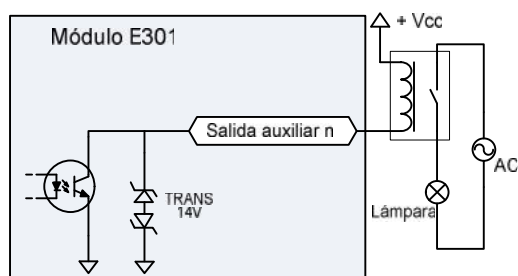 Módulo E301
+ Vcc
Salida auxiliar n
TRANS
14V
Lámpara
AC